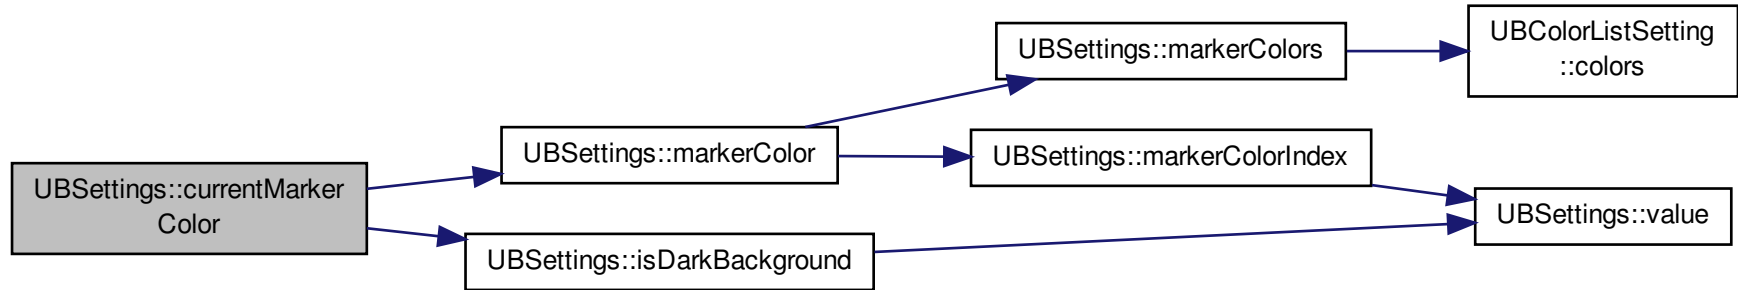 UBSettings::currentMarker
Color
UBSettings::markerColor
UBSettings::isDarkBackground
UBSettings::markerColors
UBSettings::markerColorIndex
UBColorListSetting
::colors
UBSettings::value